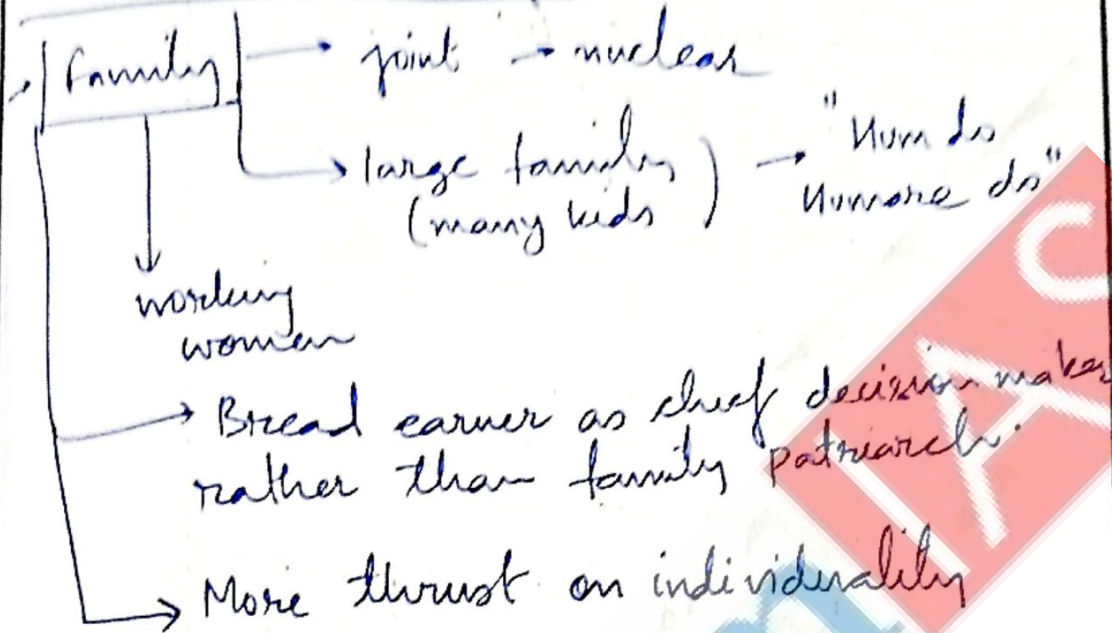 Family → joint → nuclear
→ large family → "Hum do
(many kids) Humare do"
working
women
→ Bread earner as chief decision maker
rather than family patriarch.
→ More thrust on individuality
IAS